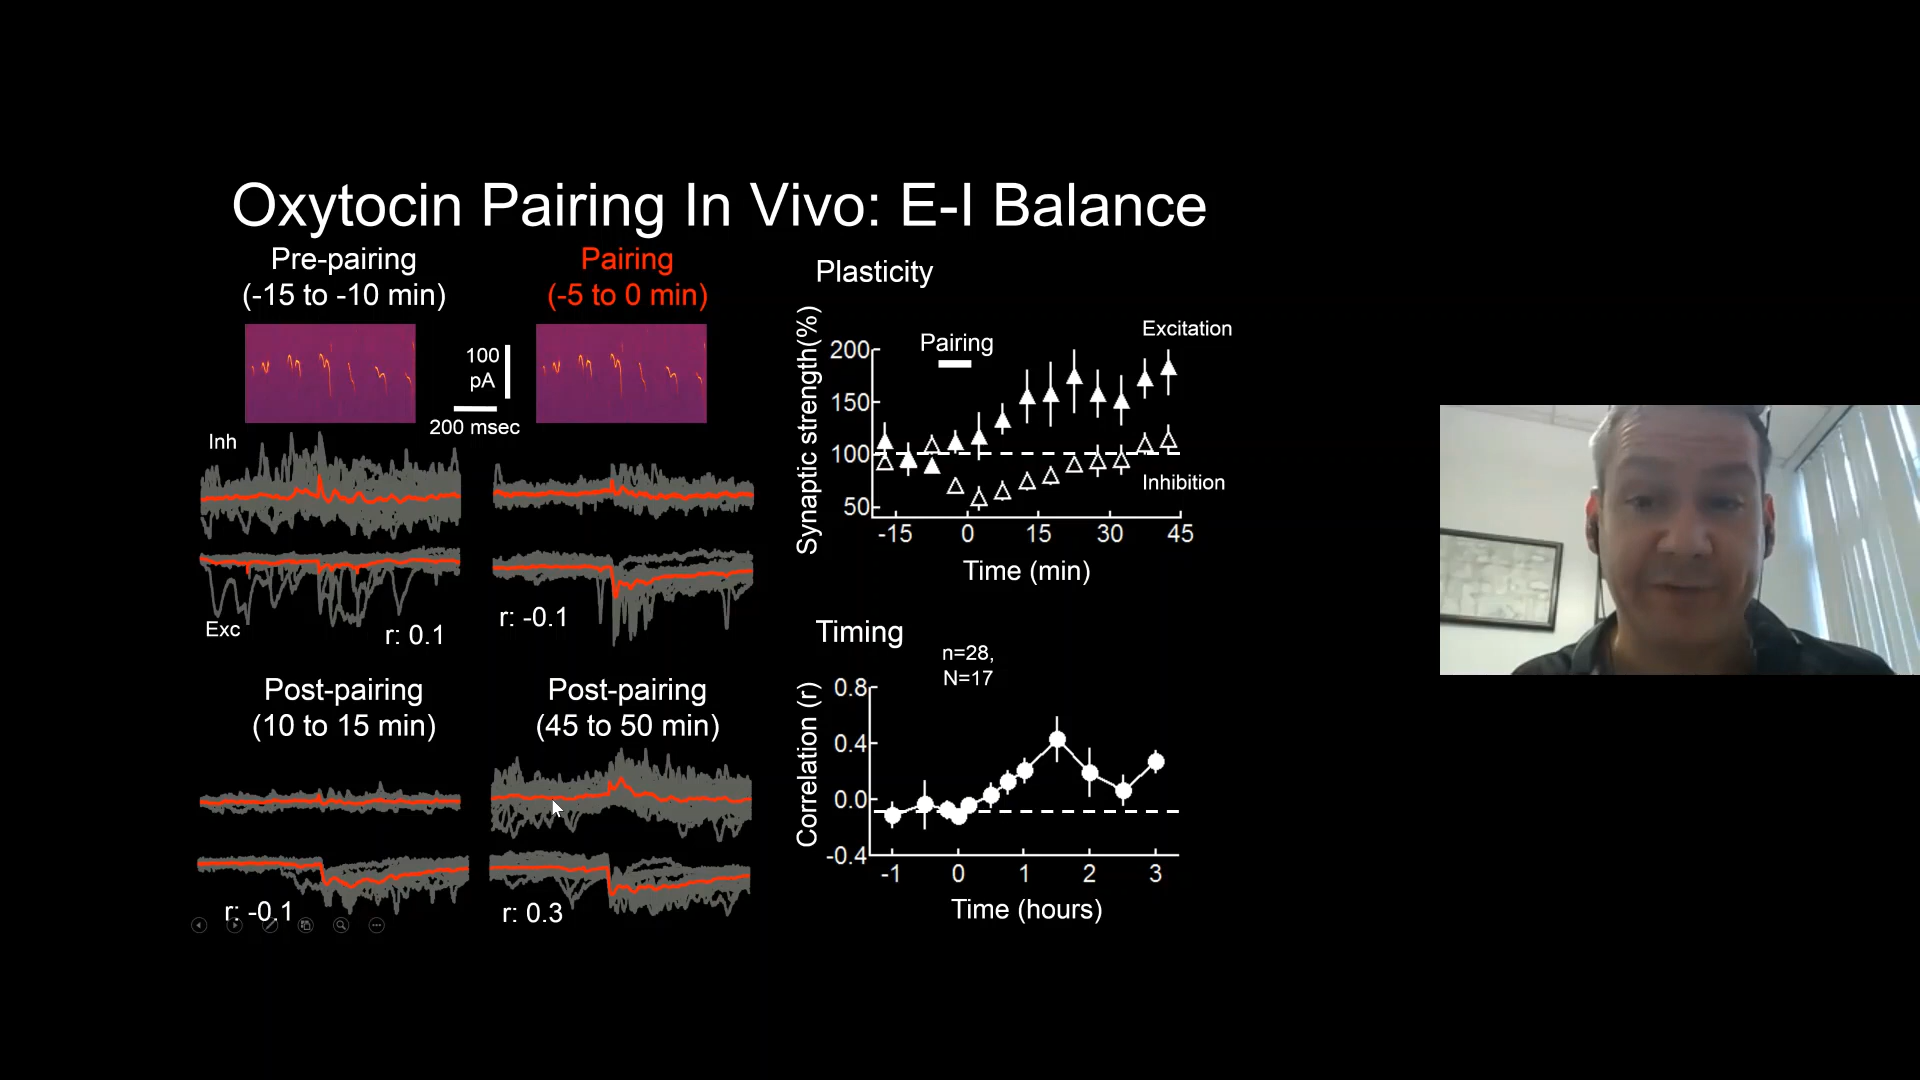 Oxytocin Pairing In Vivo: E-I Balance
Pre-pairing
(-15 to -10 min)
Pairing
(-5 to 0 min)
100
pA
200 msec
Inh
Exc
r: 0.1
r: -0.1
Post-pairing
(10 to 15 min)
Post-pairing
(45 to 50 min)
r: -0.1
r: 0.3
Plasticity
Synaptic strength(%)
200
150
100
50
Pairing
Excitation
Inhibition
-15
0
15
30
45
Time (min)
Timing
n=28,
N=17
Correlation (r)
0.8
0.4
0.0
-0.4
-1
0
1
2
3
Time (hours)